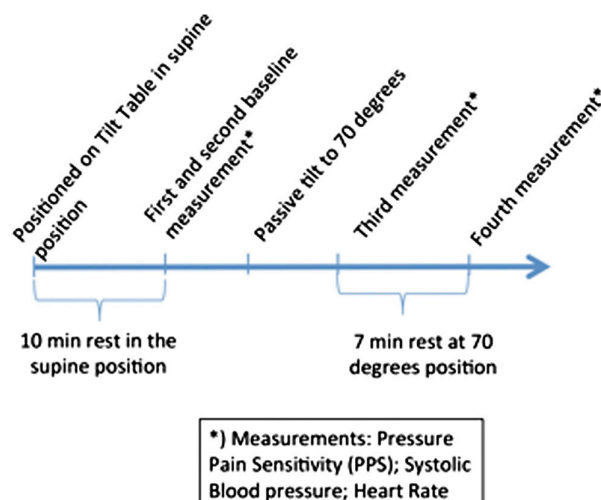 Positioned on Tilt Table in supine
position
First and second baseline
measurement*
Passive tilt to 70 degrees
Third measurement*
Fourth measurement*
10 min rest in the
supine position
7 min rest at 70
degrees position
*) Measurements: Pressure
Pain Sensitivity (PPS); Systolic
Blood pressure; Heart Rate